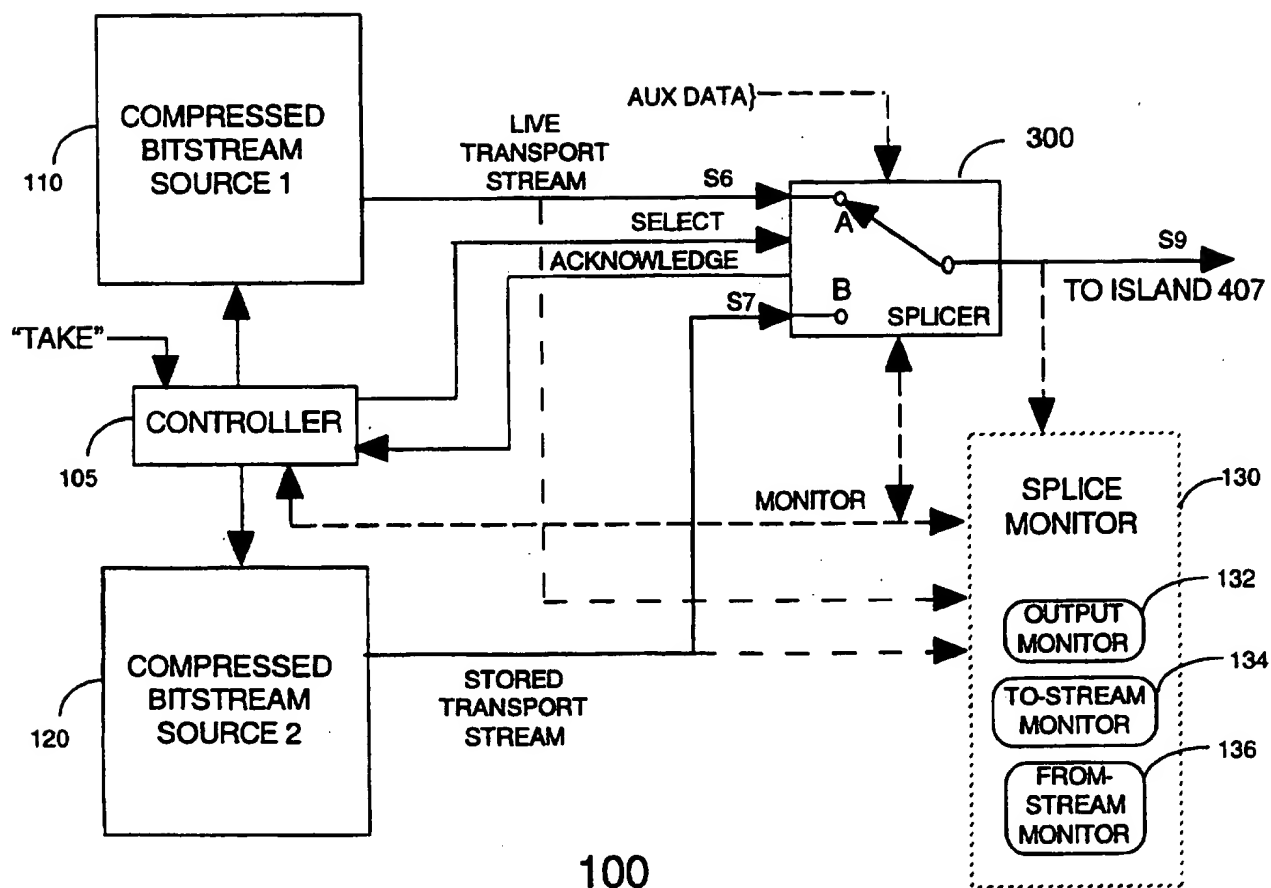 COMPRESSED
BITSTREAM
SOURCE 1
110
LIVE
TRANSPORT
STREAM
AUX DATA}
300
S6
A
SELECT
ACKNOWLEDGE
S7
B
SPLICER
S9
TO ISLAND 407
"TAKE"
CONTROLLER
105
MONITOR
SPLICE
MONITOR
130
OUTPUT
MONITOR
132
TO-STREAM
MONITOR
134
FROM-
STREAM
MONITOR
136
COMPRESSED
BITSTREAM
SOURCE 2
120
STORED
TRANSPORT
STREAM
100